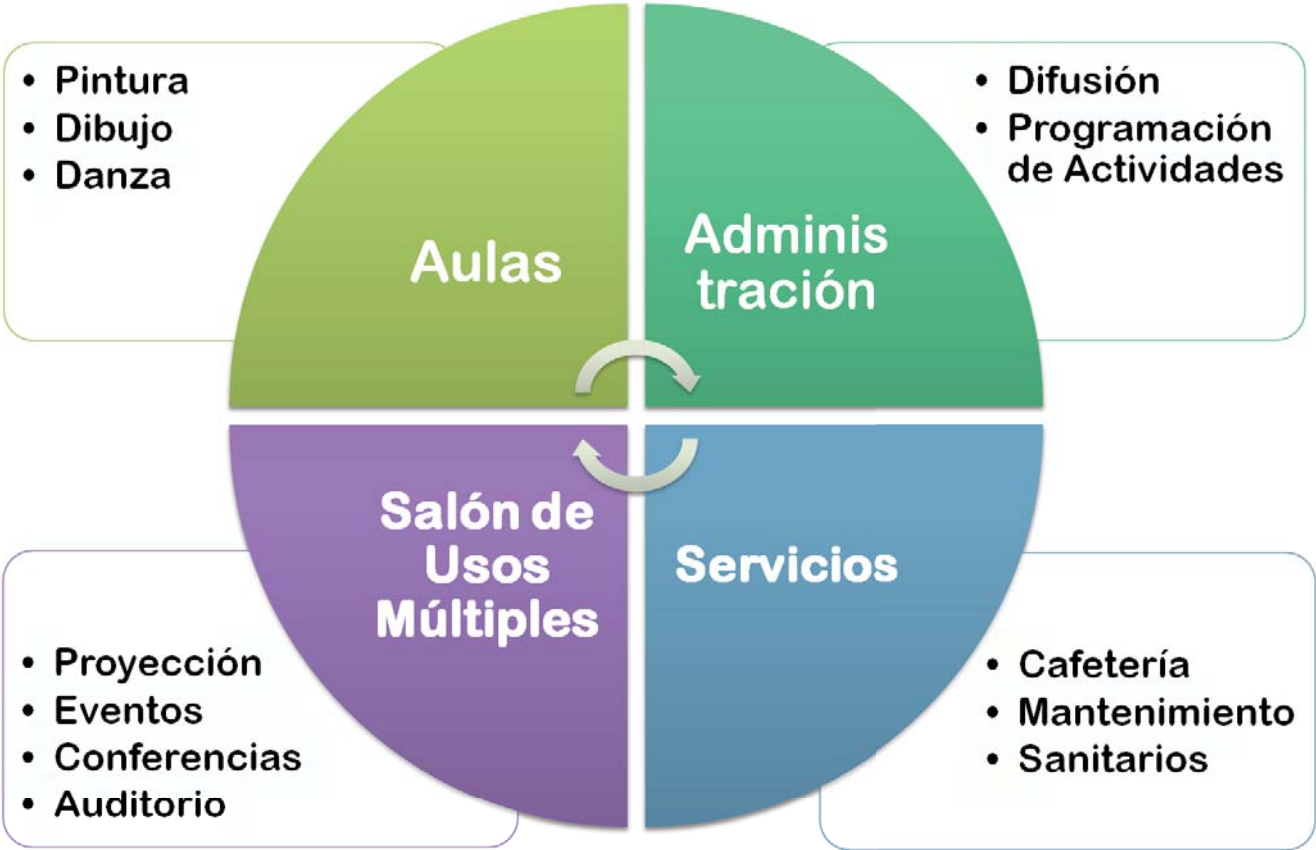 • Pintura
• Dibujo
• Danza
Aulas
Adminis
tración
• Difusión
• Programación
de Actividades
Salón de
Usos
Múltiples
• Proyección
• Eventos
• Conferencias
• Auditorio
Servicios
• Cafetería
• Mantenimiento
• Sanitarios